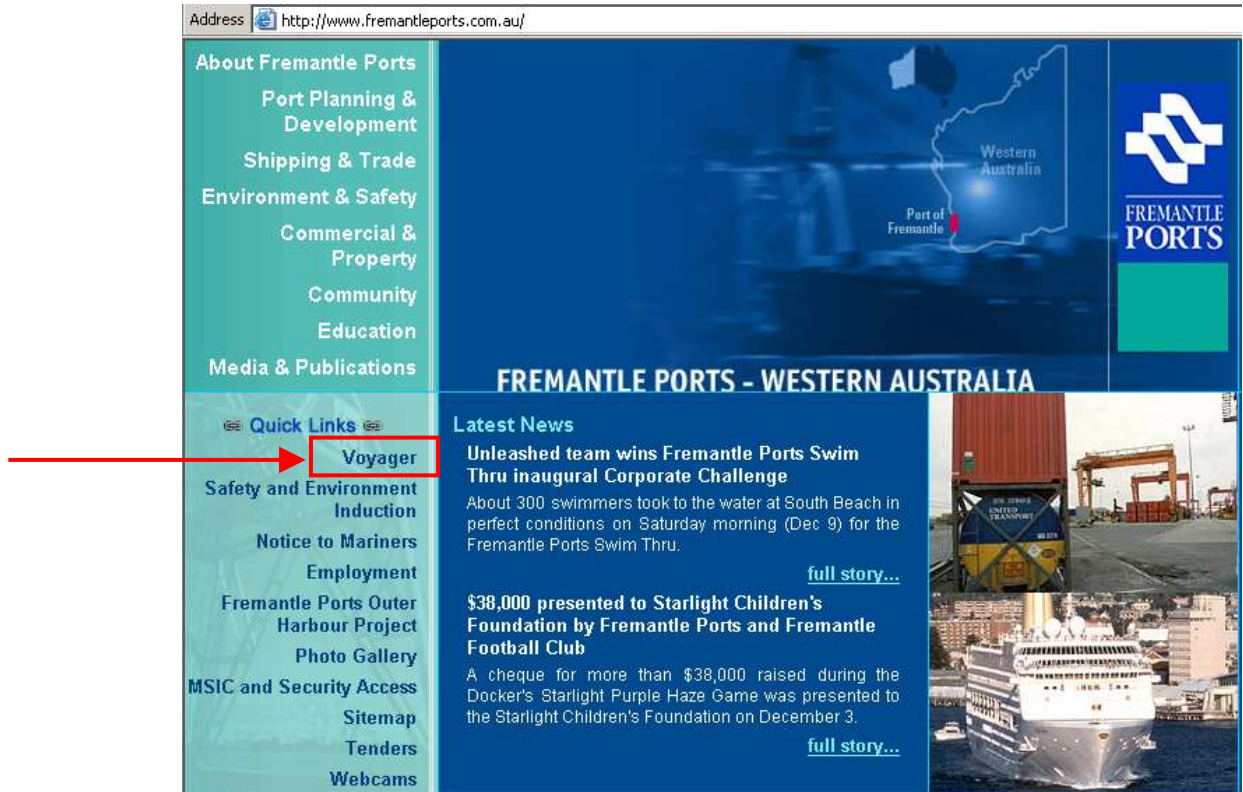 Address http://www.fremantleports.com.au/
About Fremantle Ports
Port Planning &
Development
Shipping & Trade
Environment & Safety
Commercial &
Property
Community
Education
Media & Publications
Western
Australia
Port of
Fremantle
FREMANTLE
PORTS
FREMANTLE PORTS - WESTERN AUSTRALIA
Quick Links
Voyager
Safety and Environment
Induction
Notice to Mariners
Employment
Fremantle Ports Outer
Harbour Project
Photo Gallery
MSIC and Security Access
Sitemap
Tenders
Webcams
Latest News
Unleashed team wins Fremantle Ports Swim
Thru inaugural Corporate Challenge
About 300 swimmers took to the water at South Beach in
perfect conditions on Saturday morning (Dec 9) for the
Fremantle Ports Swim Thru.
full story...
$38,000 presented to Starlight Children's
Foundation by Fremantle Ports and Fremantle
Football Club
A cheque for more than $38,000 raised during the
Docker's Starlight Purple Haze Game was presented to
the Starlight Children's Foundation on December 3.
full story...
UNITED
TRANSPORT